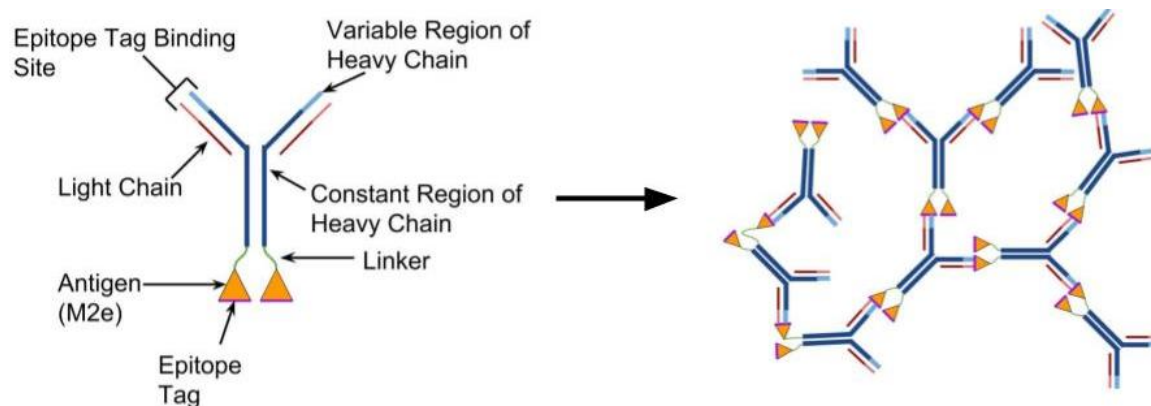 Epitope Tag Binding
Site
Variable Region of
Heavy Chain
Light Chain
Constant Region of
Heavy Chain
Linker
Antigen
(M2e)
Epitope
Tag